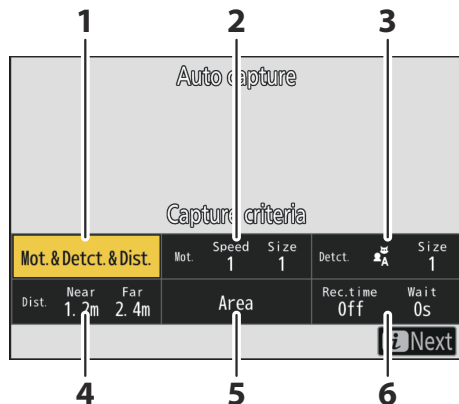 1 2 3
Auto capture
Capture criteria
Mot.&Detct.&Dist. Mot. Speed 1 Size 1 Detct. A Size 1
Dist. Near 1.2m Far 2.4m Area Rec.time Off Wait 0s
i Next
4 5 6